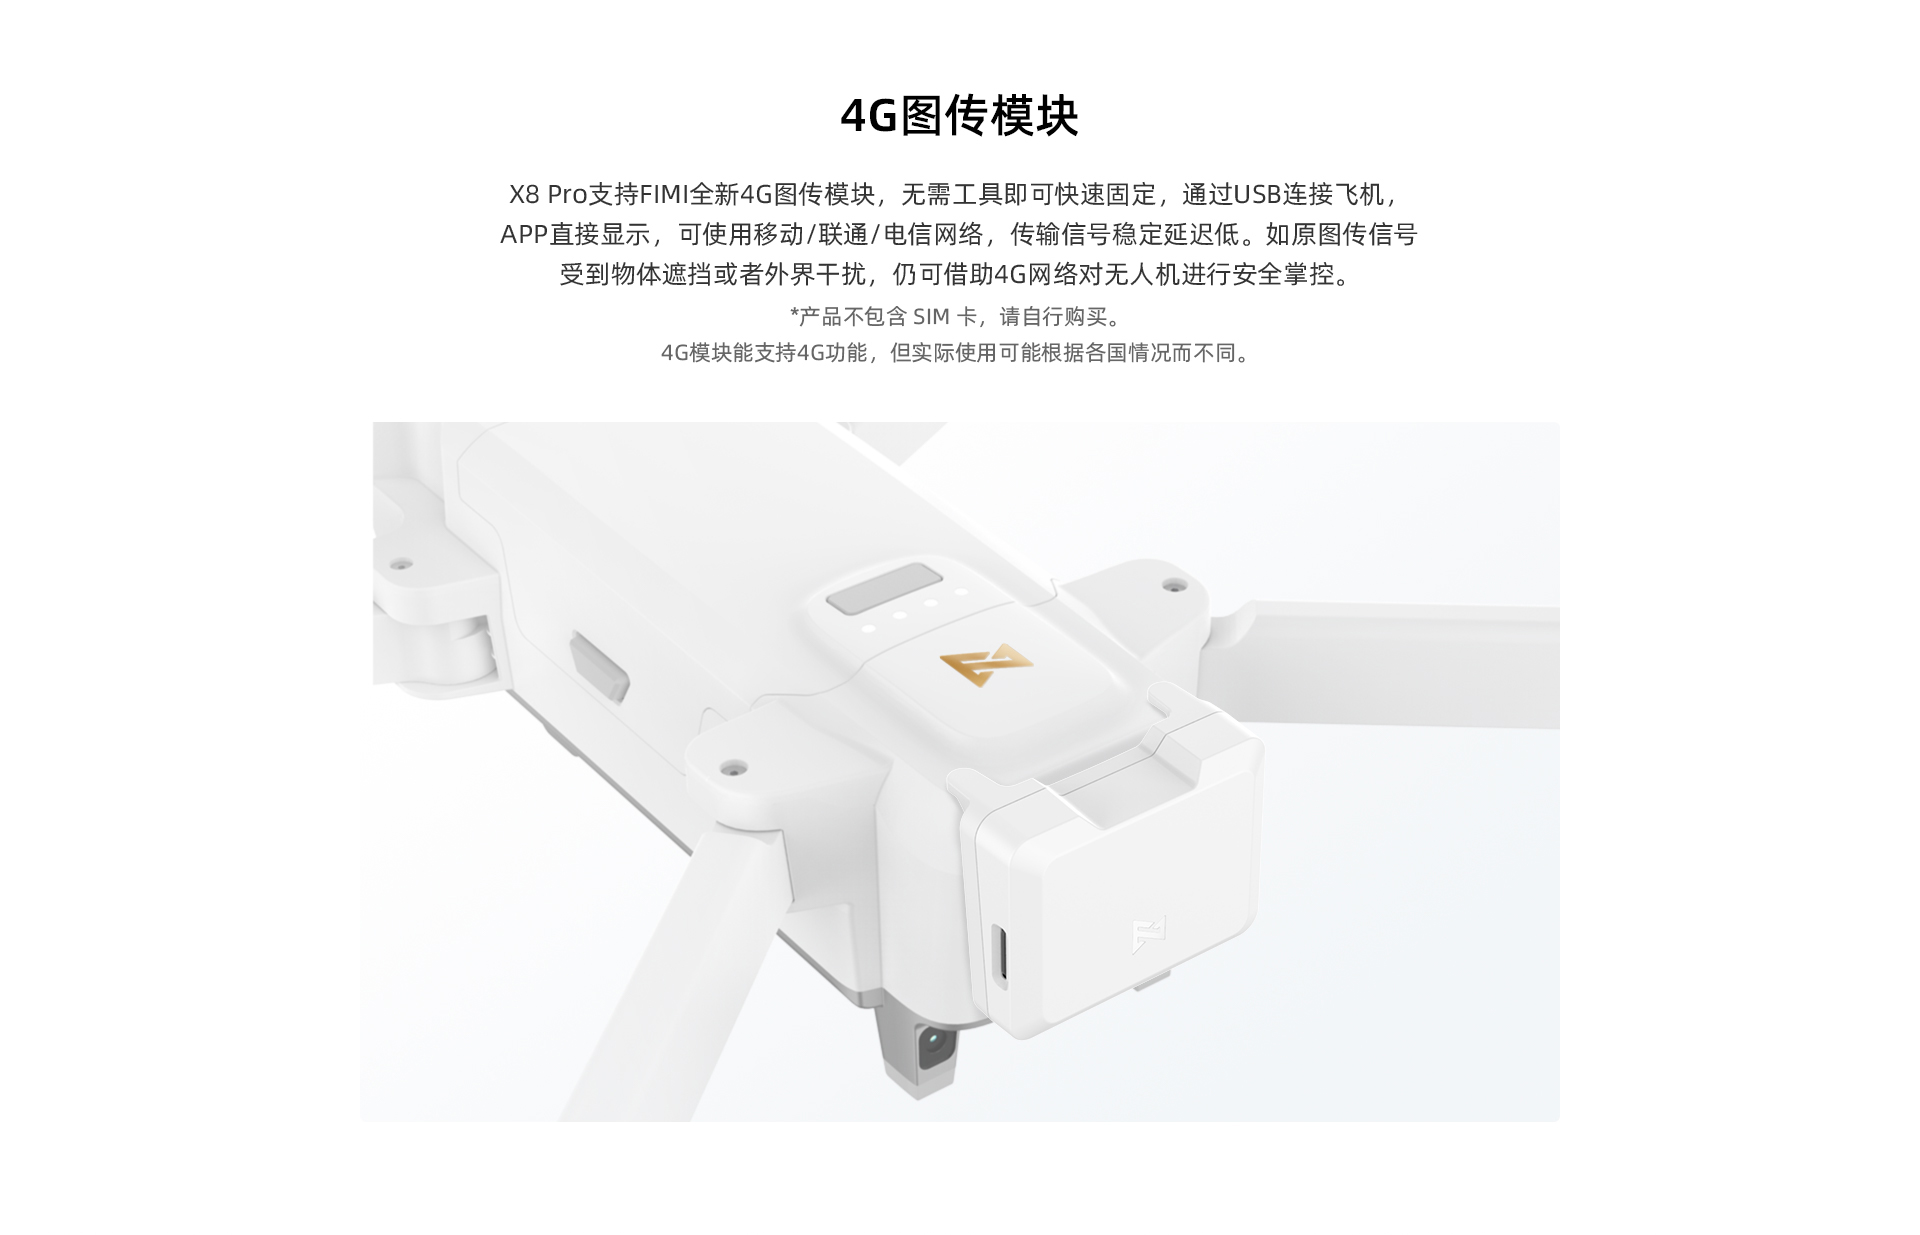 4G图传模块
X8 Pro支持FIMI全新4G图传模块，无需工具即可快速固定，通过USB连接飞机，
APP直接显示，可使用移动/联通/电信网络，传输信号稳定延迟低。如原图传信号
受到物体遮挡或者外界干扰，仍可借助4G网络对无人机进行安全掌控。
*产品不包含 SIM 卡，请自行购买。
4G模块能支持4G功能，但实际使用可能根据各国情况而不同。